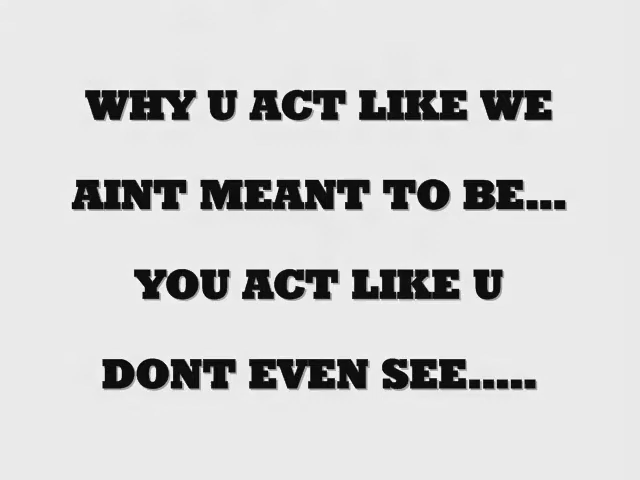 WHY U ACT LIKE WE
AINT MEANT TO BE...
YOU ACT LIKE U
DONT EVEN SEE.....